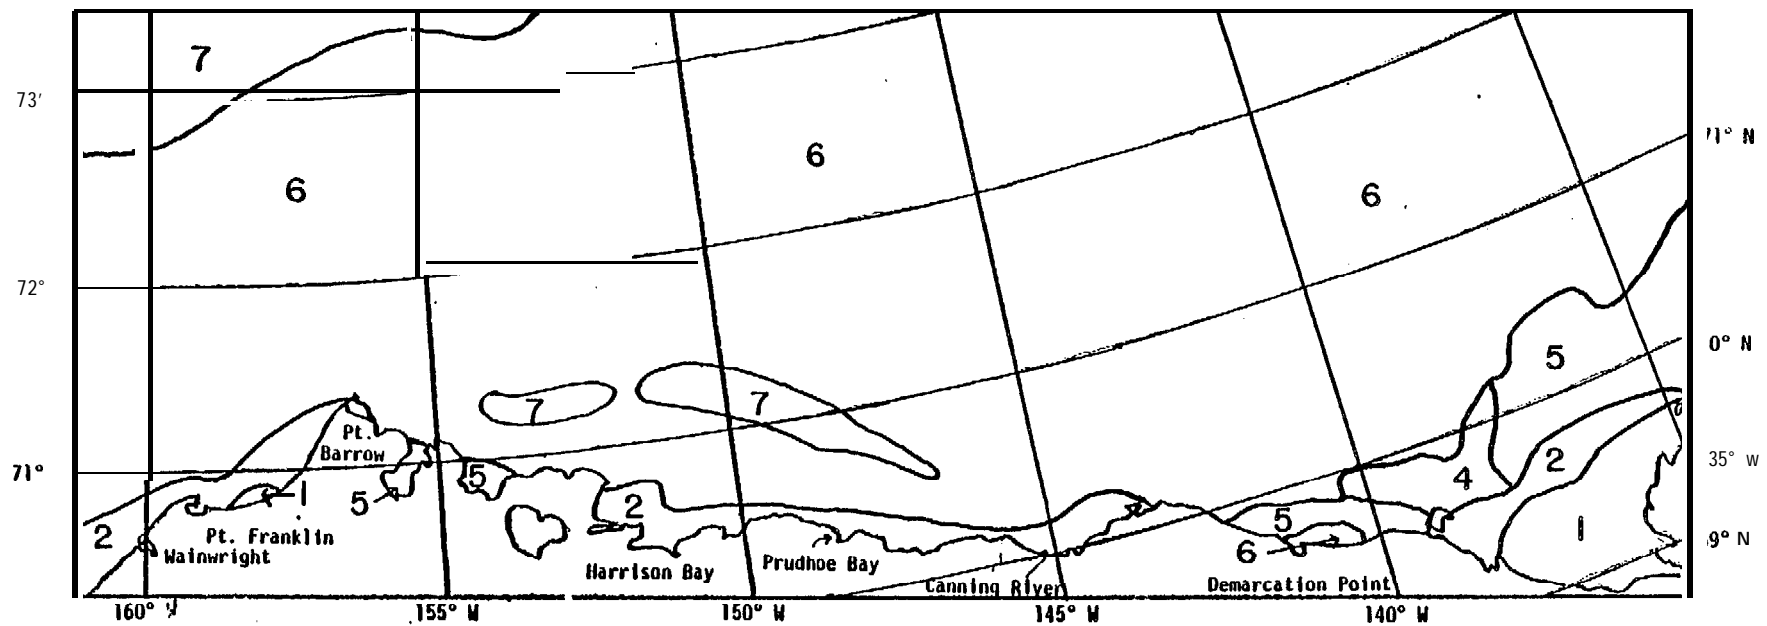 7
73'
71° N
6
6
6
72°
0° N
5
7
7
Pt.
Barrow
71°
5
4
2
35° W
5
1
2
2
5
1
Pt. Franklin
6
9° N
Wainwright
Harrison Bay
Prudhoe Bay
Canning River
Demarcation Point
160° W
155° W
150° W
145° W
140° W